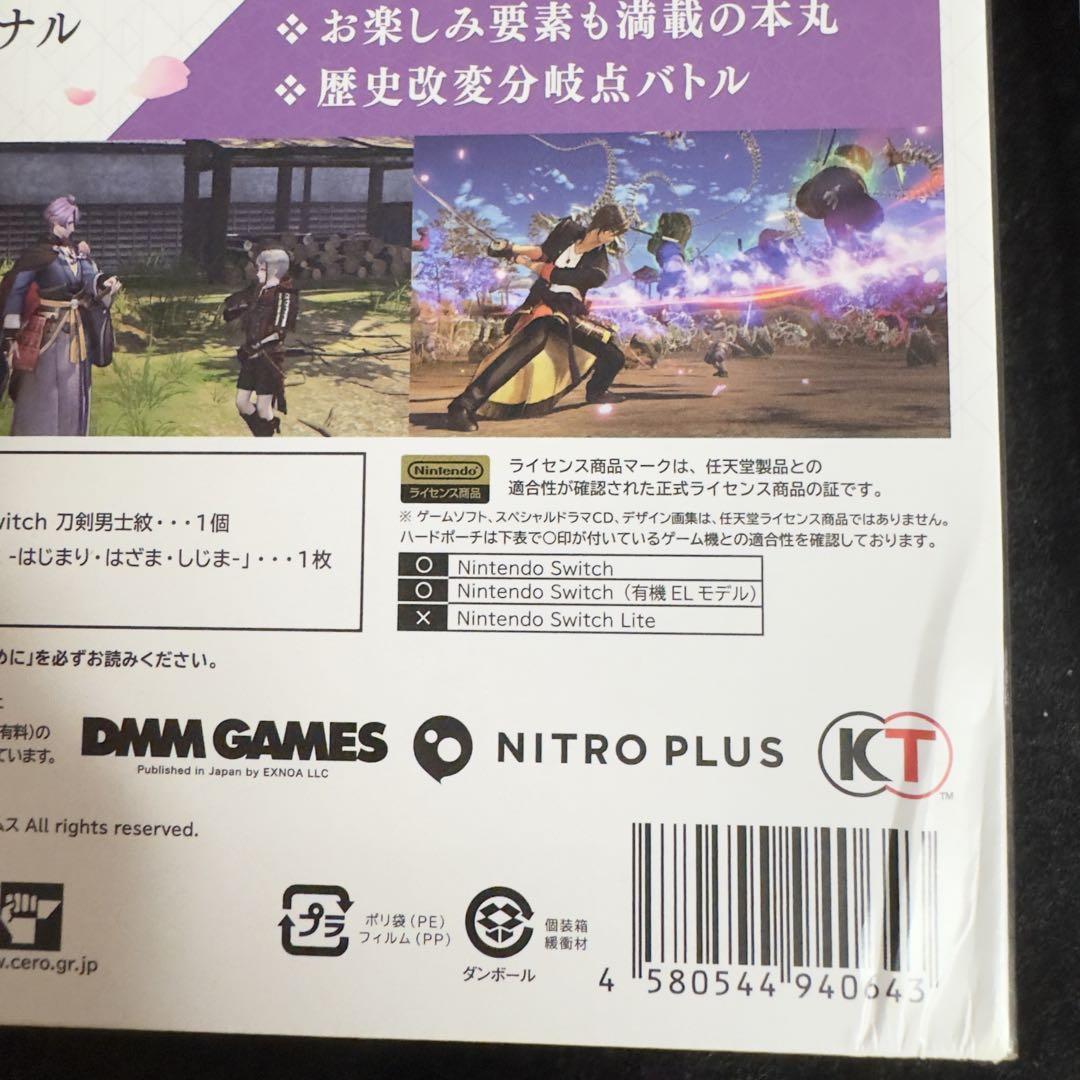 ナル
❖ お楽しみ要素も満載の本丸
❖ 歴史改変分岐点バトル
Nintendo
ライセンス商品
ライセンス商品マークは、任天堂製品との
適合性が確認された正式ライセンス商品の証です。
※ ゲームソフト、スペシャルドラマCD、デザイン画集は、任天堂ライセンス商品ではありません。
ハードポーチは下表で〇印が付いているゲーム機との適合性を確認しております。
〇 Nintendo Switch
〇 Nintendo Switch（有機ELモデル）
× Nintendo Switch Lite
witch 刀剣男士紋・・・1個
-はじまり・はざま・しじま-」・・・1枚
めに」を必ずお読みください。
有料)の
ています。
DMM GAMES
Published in Japan by EXNOA LLC
NITRO PLUS
KT
TM
ムス All rights reserved.
w.cero.gr.jp
プラ
ポリ袋（PE）
フィルム（PP）
ダンボール
個装箱
緩衝材
4 580544 940643